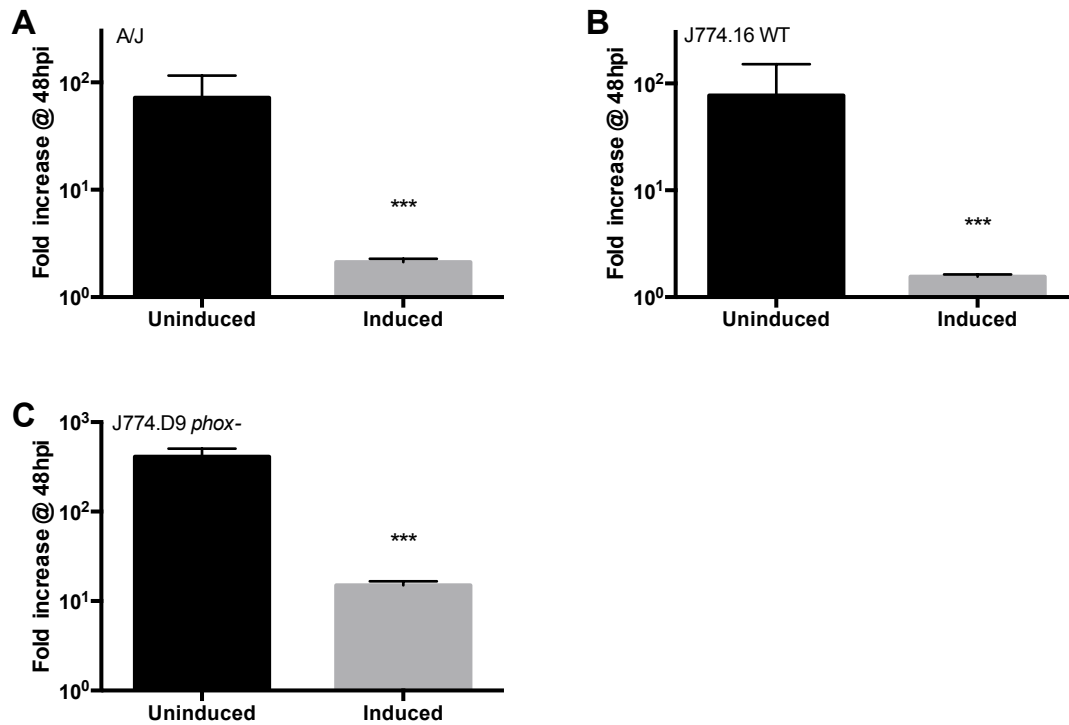 A
A/J
Fold increase @ 48hpi
10²
10¹
10⁰
***
Uninduced Induced
B
J774.16 WT
Fold increase @ 48hpi
10²
10¹
10⁰
***
Uninduced Induced
C
J774.D9 phox-
Fold increase @ 48hpi
10³
10²
10¹
10⁰
***
Uninduced Induced